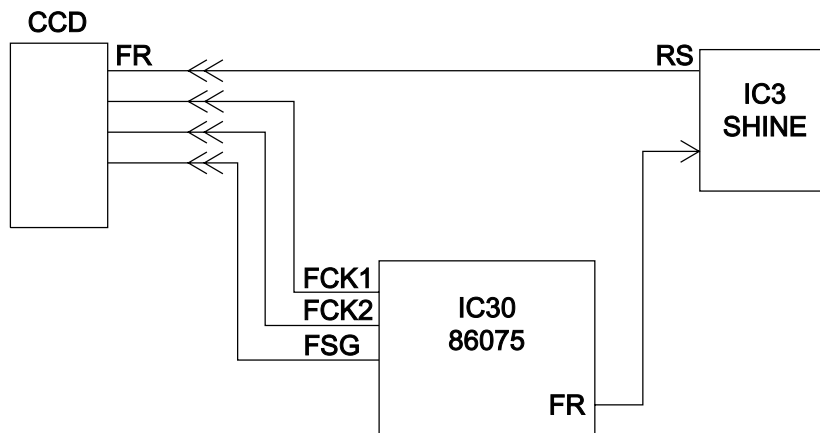 CCD
FR
RS
IC3
SHINE
FCK1
FCK2
FSG
IC30
86075
FR